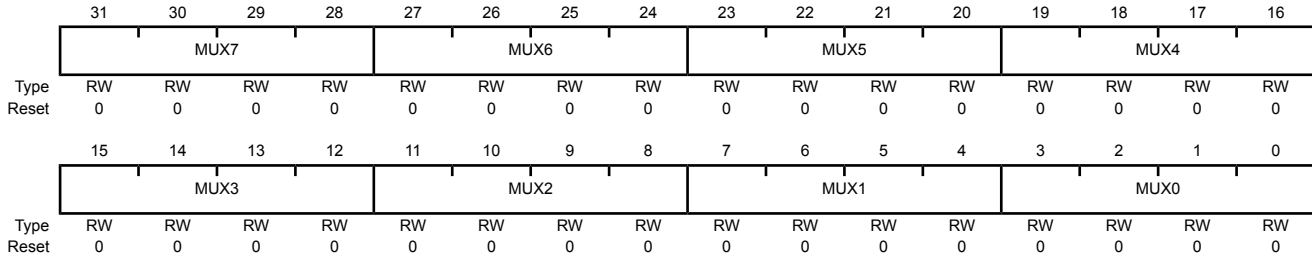 31 30 29 28 27 26 25 24 23 22 21 20 19 18 17 16
MUX7 MUX6 MUX5 MUX4
Type RW RW RW RW RW RW RW RW RW RW RW RW RW RW RW RW
Reset 0 0 0 0 0 0 0 0 0 0 0 0 0 0 0 0
15 14 13 12 11 10 9 8 7 6 5 4 3 2 1 0
MUX3 MUX2 MUX1 MUX0
Type RW RW RW RW RW RW RW RW RW RW RW RW RW RW RW RW
Reset 0 0 0 0 0 0 0 0 0 0 0 0 0 0 0 0